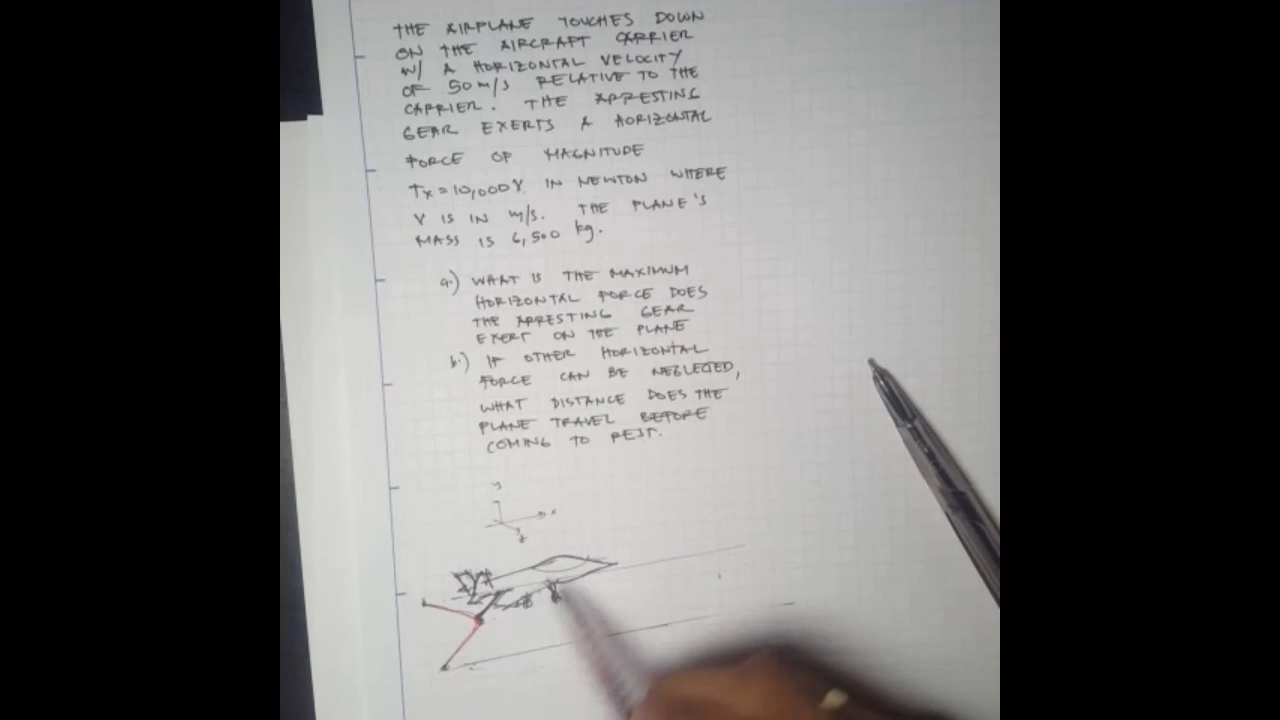 THE AIRPLANE TOUCHES DOWN
ON THE AIRCRAFT CARRIER
W/ A HORIZONTAL VELOCITY
OF 50 m/s RELATIVE TO THE
CARRIER. THE ARRESTING
GEAR EXERTS A HORIZONTAL
FORCE OF MAGNITUDE
Tx = 10,000V IN NEWTON WHERE
V IS IN m/s. THE PLANE'S
MASS IS 6,500 kg.
a.) WHAT IS THE MAXIMUM
HORIZONTAL FORCE DOES
THE ARRESTING GEAR
EXERT ON THE PLANE
b.) IF OTHER HORIZONTAL
FORCE CAN BE NEGLECTED,
WHAT DISTANCE DOES THE
PLANE TRAVEL BEFORE
COMING TO REST.
y
x
z